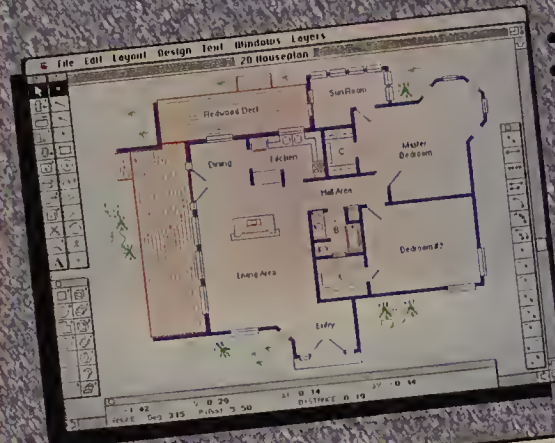 File Edit Layout Design Text Windows Layers
2D Houseplan
Sun Room
Redwood Deck
Dining
Kitchen
C
Master
Bedroom
Hall Area
B
Bedroom #2
Living Area
Entry